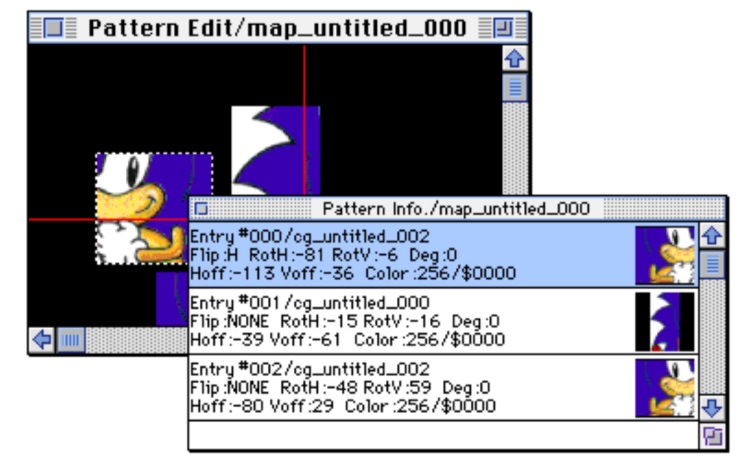 Pattern Edit/map_untitled_000
Pattern Info./map_untitled_000
Entry #000/cg_untitled_002
Flip:H RotH:-81 RotV:-6 Deg:0
Hoff:-113 Voff:-36 Color:256/$0000
Entry #001/cg_untitled_000
Flip:NONE RotH:-15 RotV:-16 Deg:0
Hoff:-39 Voff:-61 Color:256/$0000
Entry #002/cg_untitled_002
Flip:NONE RotH:-48 RotV:59 Deg:0
Hoff:-80 Voff:29 Color:256/$0000